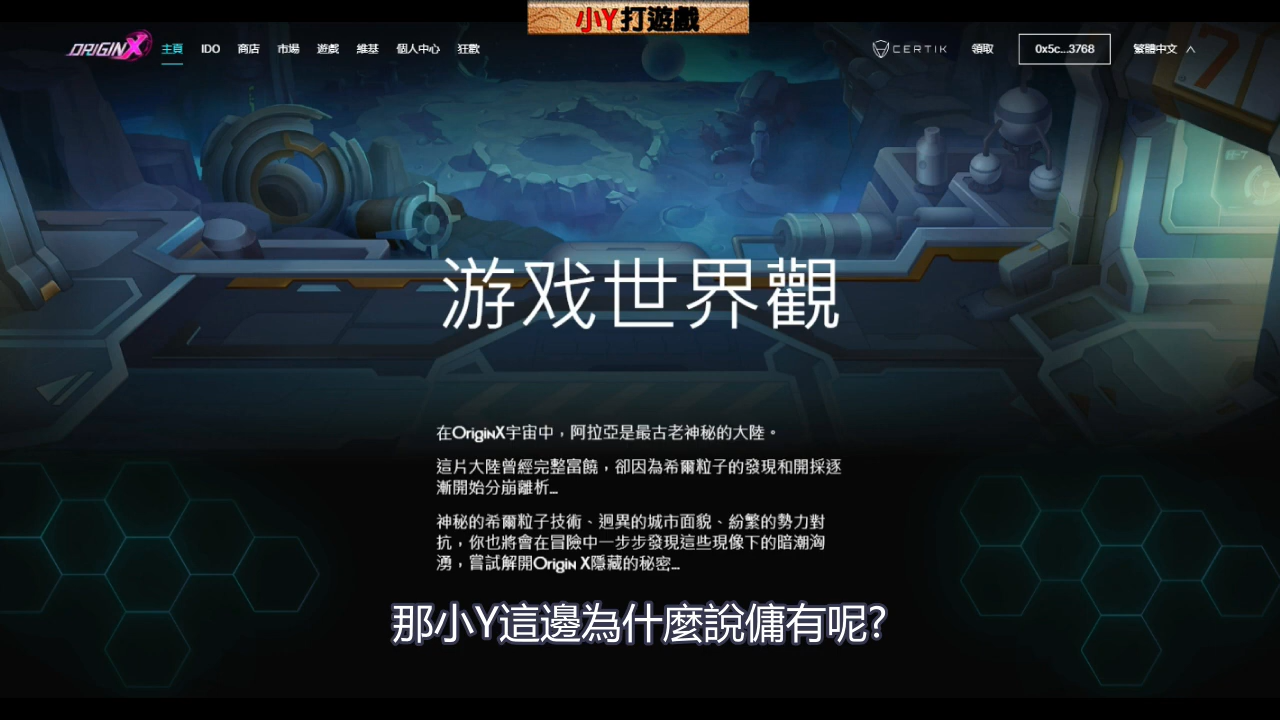 小Y打遊戲
ORIGINX 主頁 IDO 商店 市場 遊戲 維基 個人中心 狂歡 CERTIK 領取 0x5c...3768 繁體中文
7
游戏世界觀
在OriginX宇宙中，阿拉亞是最古老神秘的大陸。
這片大陸曾經完整富饒，卻因為希爾粒子的發現和開採逐
漸開始分崩離析...
神秘的希爾粒子技術、迥異的城市面貌、紛繁的勢力對
抗，你也將會在冒險中一步步發現這些現像下的暗潮洶
湧，嘗試解開Origin X隱藏的秘密...
那小Y這邊為什麼說傭有呢?